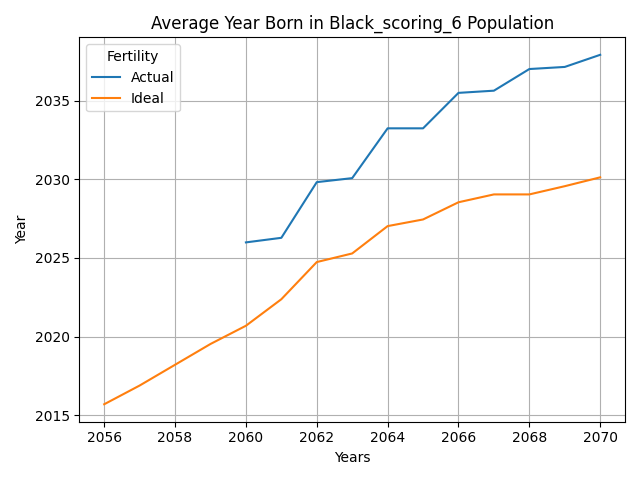 Average Year Born in Black_scoring_6 Population
Fertility
Actual
Ideal
Year
2035
2030
2025
2020
2015
2056 2058 2060 2062 2064 2066 2068 2070
Years